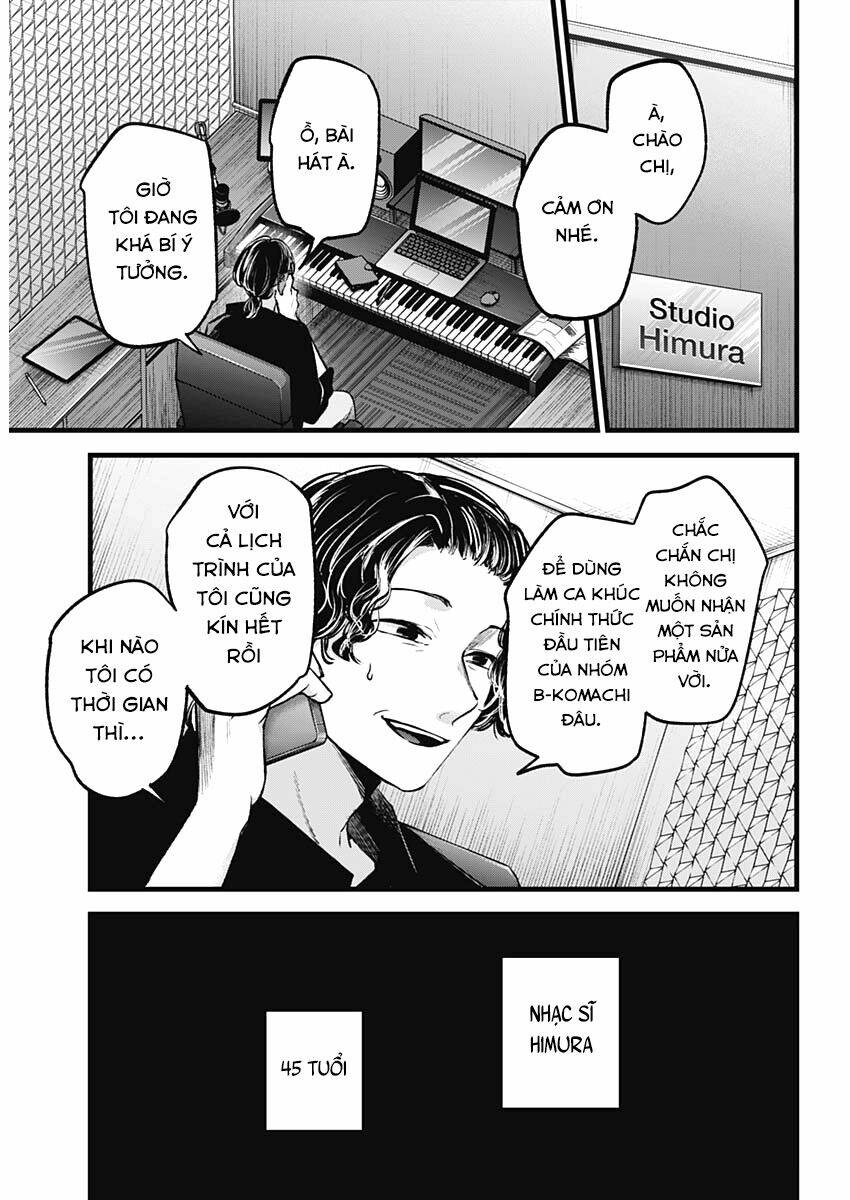 À,
CHÀO
CHỊ,
CẢM ƠN
NHÉ.
Studio
Himura
Ồ, BÀI
HÁT À.
GIỜ
TÔI ĐANG
KHÁ BÍ Ý
TƯỞNG.
CHẮC
CHẮN CHỊ
KHÔNG
MUỐN NHẬN
MỘT SẢN
PHẨM NỬA
VỜI.
ĐỂ DÙNG
LÀM CA KHÚC
CHÍNH THỨC
ĐẦU TIÊN
CỦA NHÓM
B-KOMACHI
ĐÂU.
VỚI
CẢ LỊCH
TRÌNH CỦA
TÔI CŨNG
KÍN HẾT
RỒI
KHI NÀO
TÔI CÓ
THỜI GIAN
THÌ...
NHẠC SĨ
HIMURA
45 TUỔI